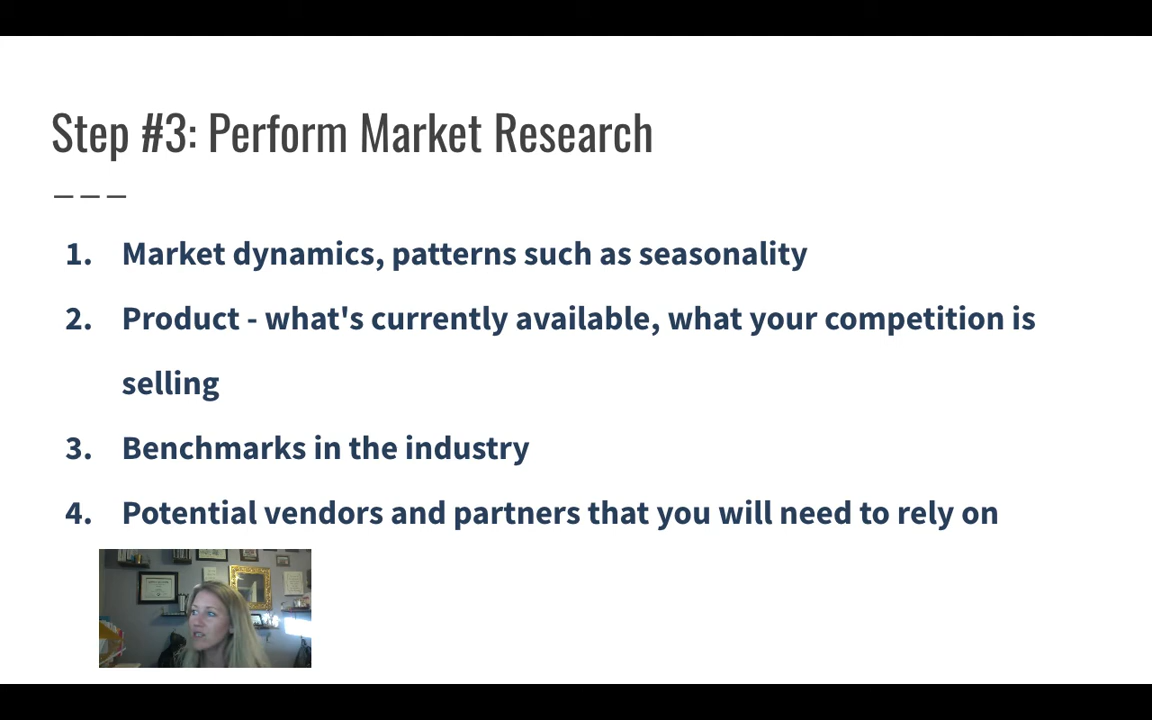 Step #3: Perform Market Research
1. Market dynamics, patterns such as seasonality
2. Product - what's currently available, what your competition is
selling
3. Benchmarks in the industry
4. Potential vendors and partners that you will need to rely on